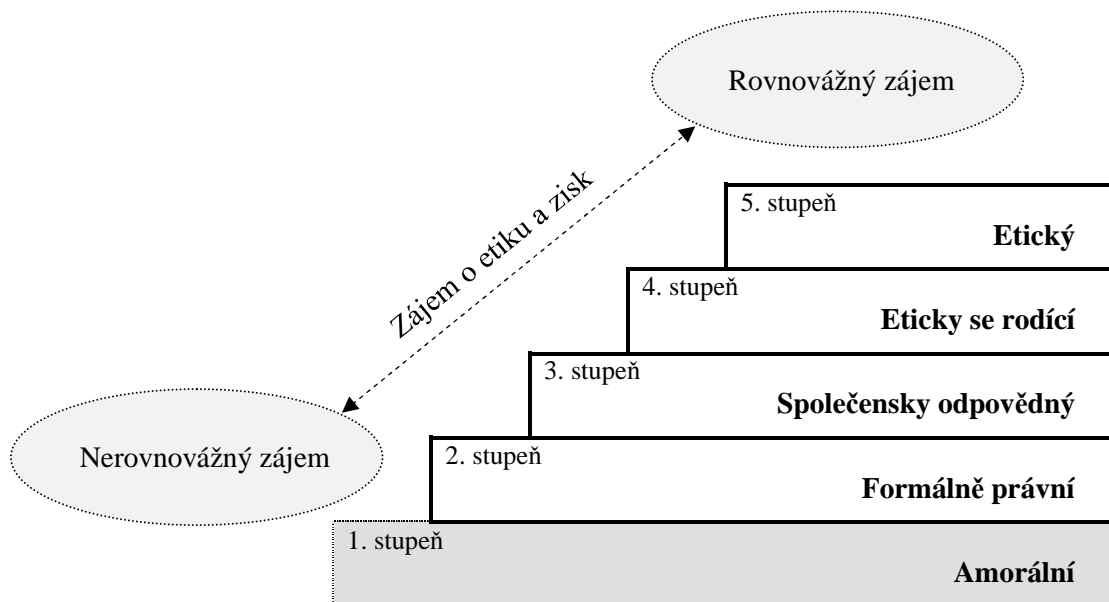 Rovnovážný zájem
Zájem o etiku a zisk
5. stupeň
Etický
4. stupeň
Eticky se rodící
3. stupeň
Společensky odpovědný
Nerovnovážný zájem
2. stupeň
Formálně právní
1. stupeň
Amorální